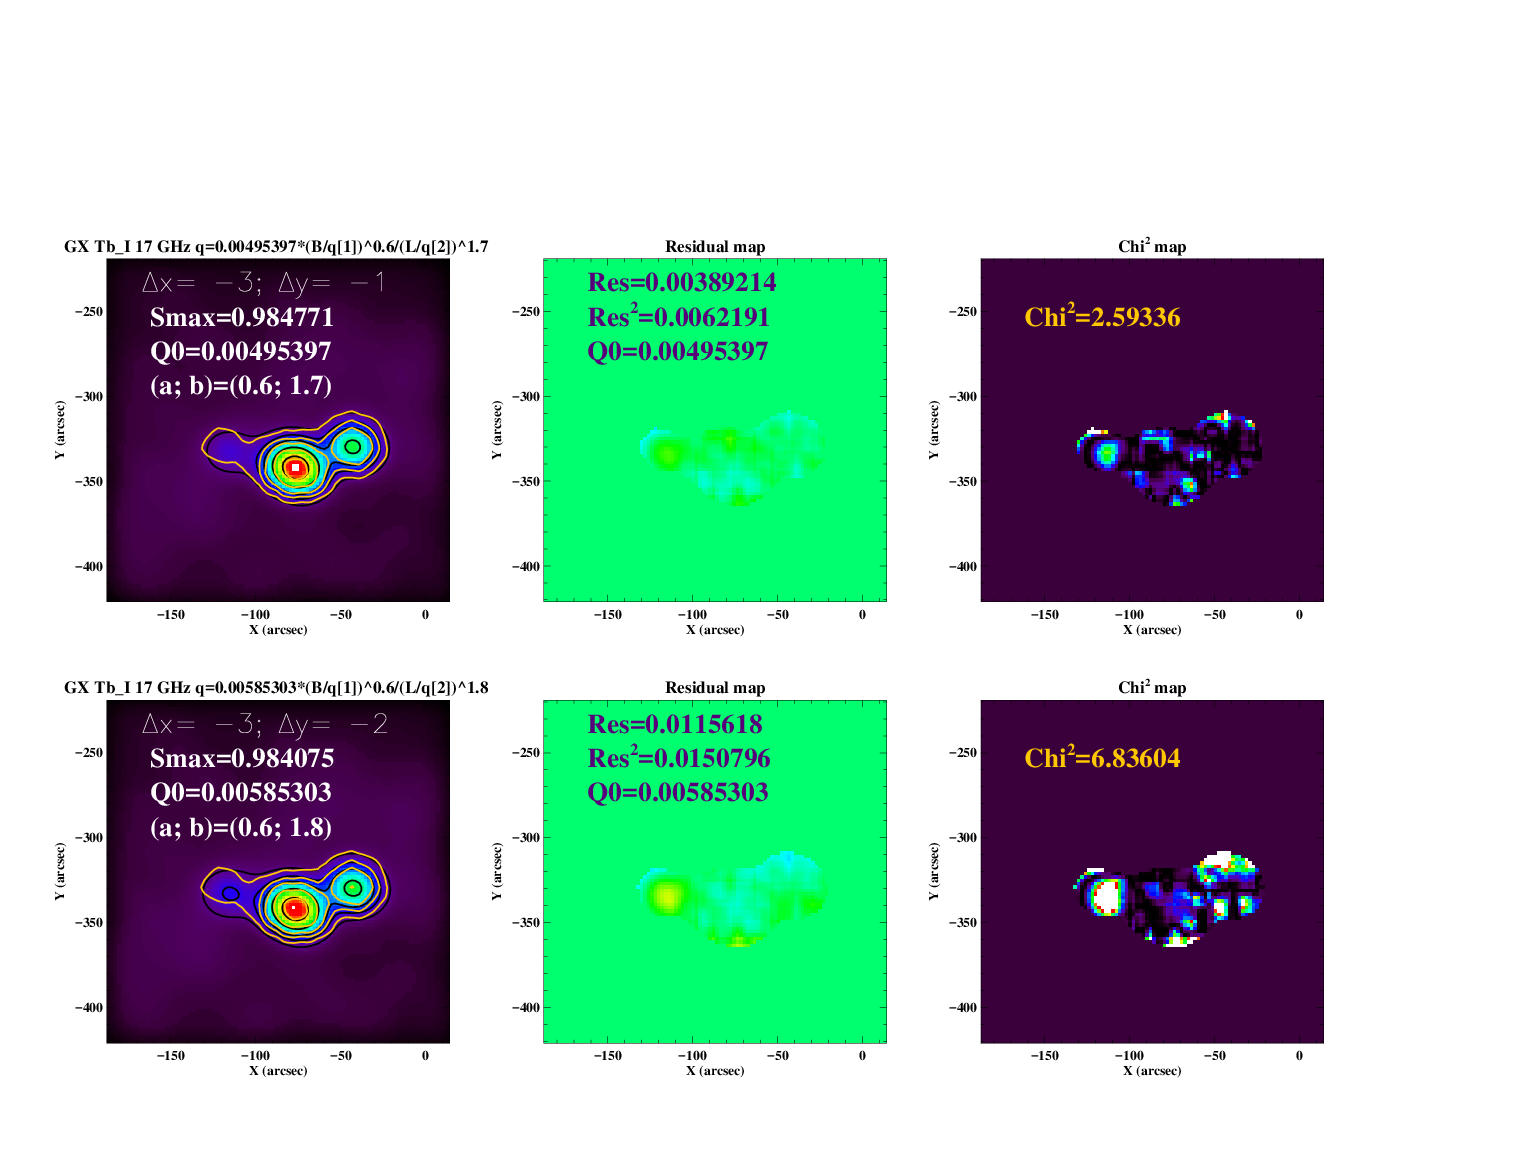 GX Tb_I 17 GHz q=0.00495397*(B/q[1])^0.6/(L/q[2])^1.7
Δx= −3; Δy= −1
Smax=0.984771
Q0=0.00495397
(a; b)=(0.6; 1.7)
−250
−300
−350
−400
Y (arcsec)
−150 −100 −50 0
X (arcsec)
Residual map
Res=0.00389214
Res²=0.0062191
Q0=0.00495397
−250
−300
−350
−400
Y (arcsec)
−150 −100 −50 0
X (arcsec)
Chi² map
Chi²=2.59336
−250
−300
−350
−400
Y (arcsec)
−150 −100 −50 0
X (arcsec)
GX Tb_I 17 GHz q=0.00585303*(B/q[1])^0.6/(L/q[2])^1.8
Δx= −3; Δy= −2
Smax=0.984075
Q0=0.00585303
(a; b)=(0.6; 1.8)
−250
−300
−350
−400
Y (arcsec)
−150 −100 −50 0
X (arcsec)
Residual map
Res=0.0115618
Res²=0.0150796
Q0=0.00585303
−250
−300
−350
−400
Y (arcsec)
−150 −100 −50 0
X (arcsec)
Chi² map
Chi²=6.83604
−250
−300
−350
−400
Y (arcsec)
−150 −100 −50 0
X (arcsec)